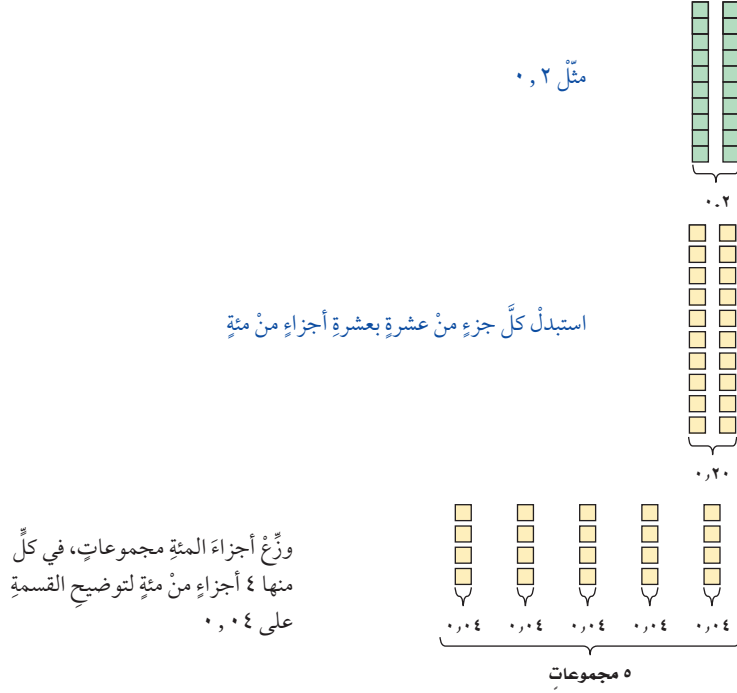 مثّلْ ٠,٢
٠.٢
استبدلْ كلَّ جزءٍ منْ عشرةٍ بعشرةِ أجزاءٍ منْ مئةٍ
٠,٢٠
وزِّعْ أجزاءَ المئةِ مجموعاتٍ، في كلٍّ
منها ٤ أجزاءٍ منْ مئةٍ لتوضيحِ القسمةِ
على ٠,٠٤
٠,٠٤ ٠,٠٤ ٠,٠٤ ٠,٠٤ ٠,٠٤
٥ مجموعاتٍ